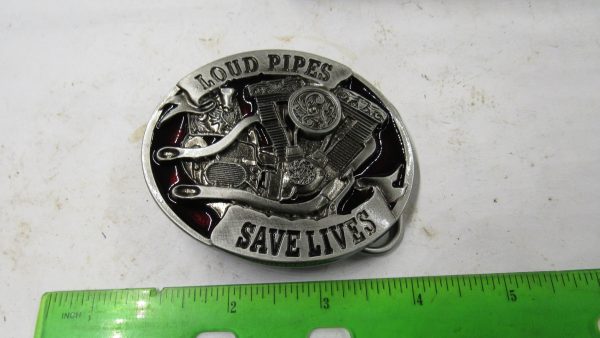 LOUD PIPES
SAVE LIVES
INCH 1 2 3 4 5